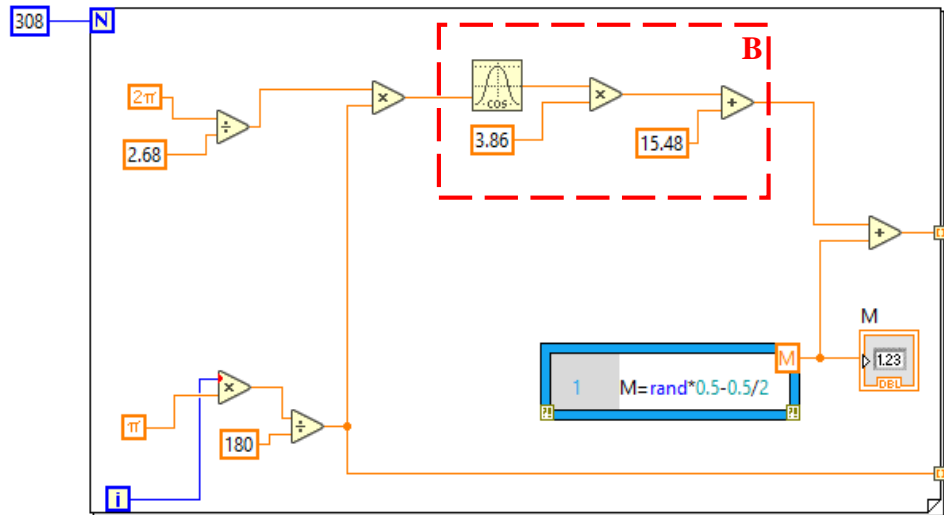 308
N
B
2π
÷
2.68
×
COS
3.86
×
15.48
+
+
M
1.23
DBL
M
1 M=rand*0.5-0.5/2
?!
?!
×
π
÷
180
i